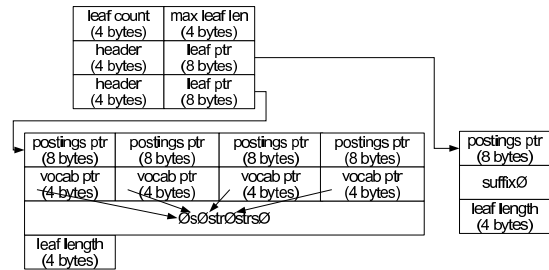 leaf count max leaf len
(4 bytes) (4 bytes)
header leaf ptr
(4 bytes) (8 bytes)
header leaf ptr
(4 bytes) (8 bytes)
postings ptr postings ptr postings ptr postings ptr
(8 bytes) (8 bytes) (8 bytes) (8 bytes)
vocab ptr vocab ptr vocab ptr vocab ptr
(4 bytes) (4 bytes) (4 bytes) (4 bytes)
ØsØstrØstrsØ
leaf length
(4 bytes)
postings ptr
(8 bytes)
suffixØ
leaf length
(4 bytes)